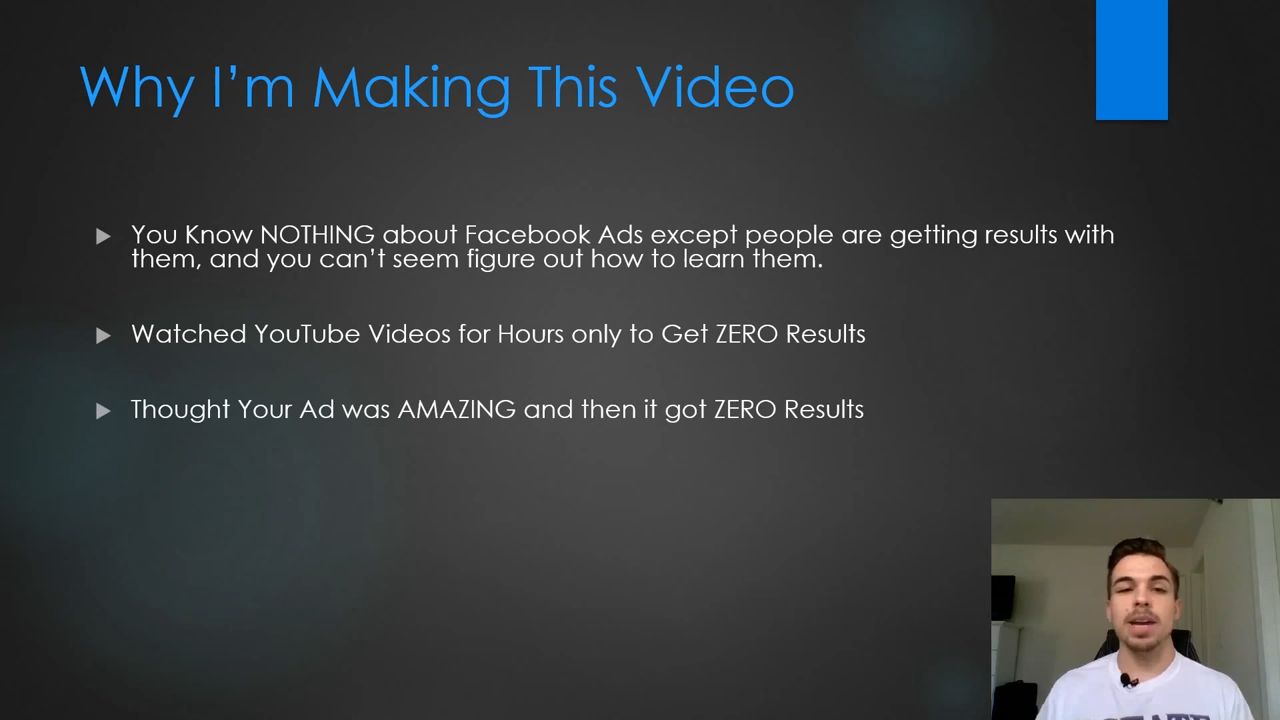 Why I'm Making This Video
You Know NOTHING about Facebook Ads except people are getting results with
them, and you can't seem figure out how to learn them.
Watched YouTube Videos for Hours only to Get ZERO Results
Thought Your Ad was AMAZING and then it got ZERO Results